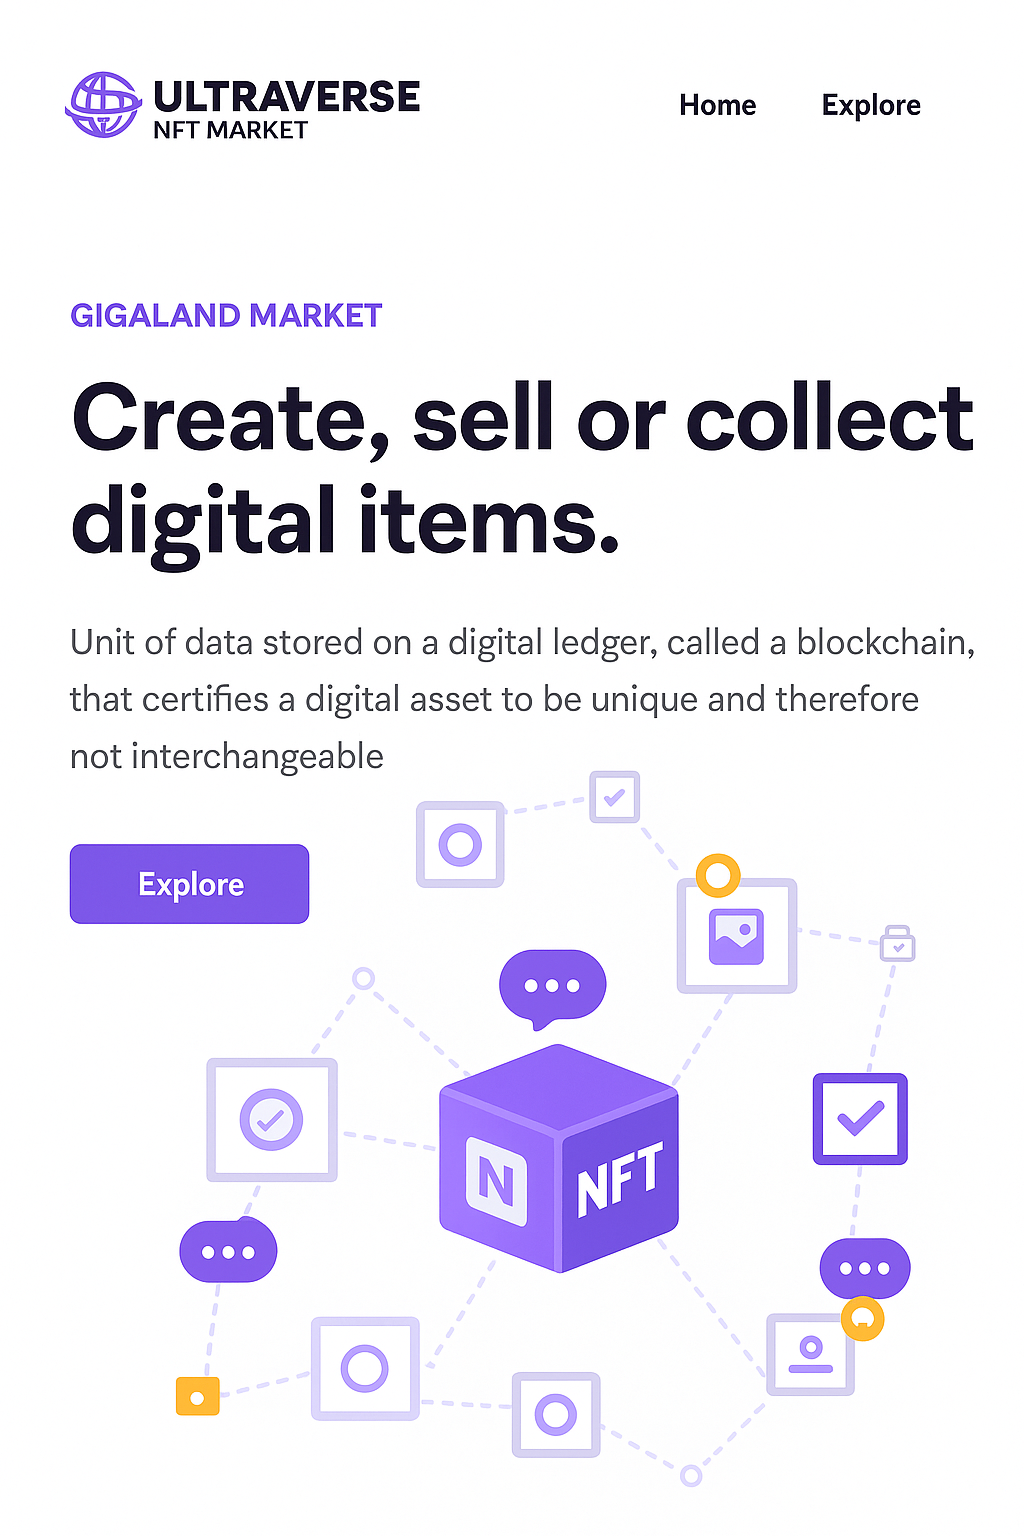 ULTRAVERSE
NFT MARKET
Home
Explore
GIGALAND MARKET
Create, sell or collect
digital items.
Unit of data stored on a digital ledger, called a blockchain,
that certifies a digital asset to be unique and therefore
not interchangeable
Explore
N
NFT